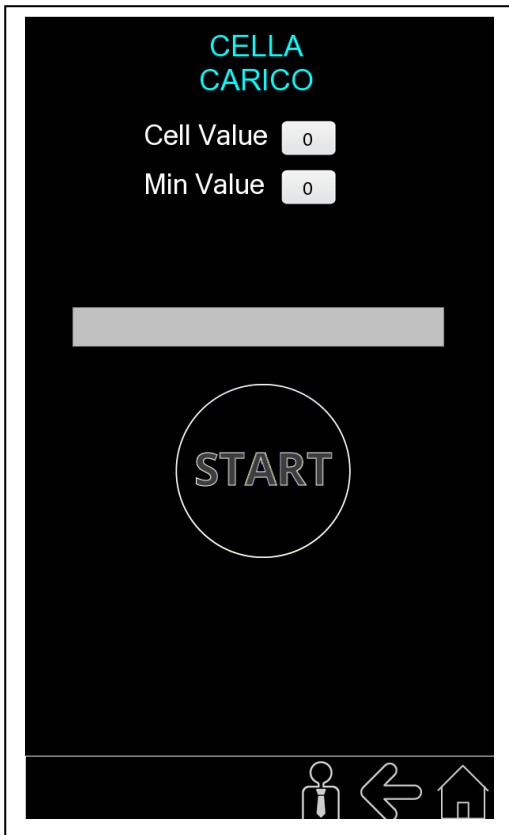 CELLA
CARICO
Cell Value 0
Min Value 0
START